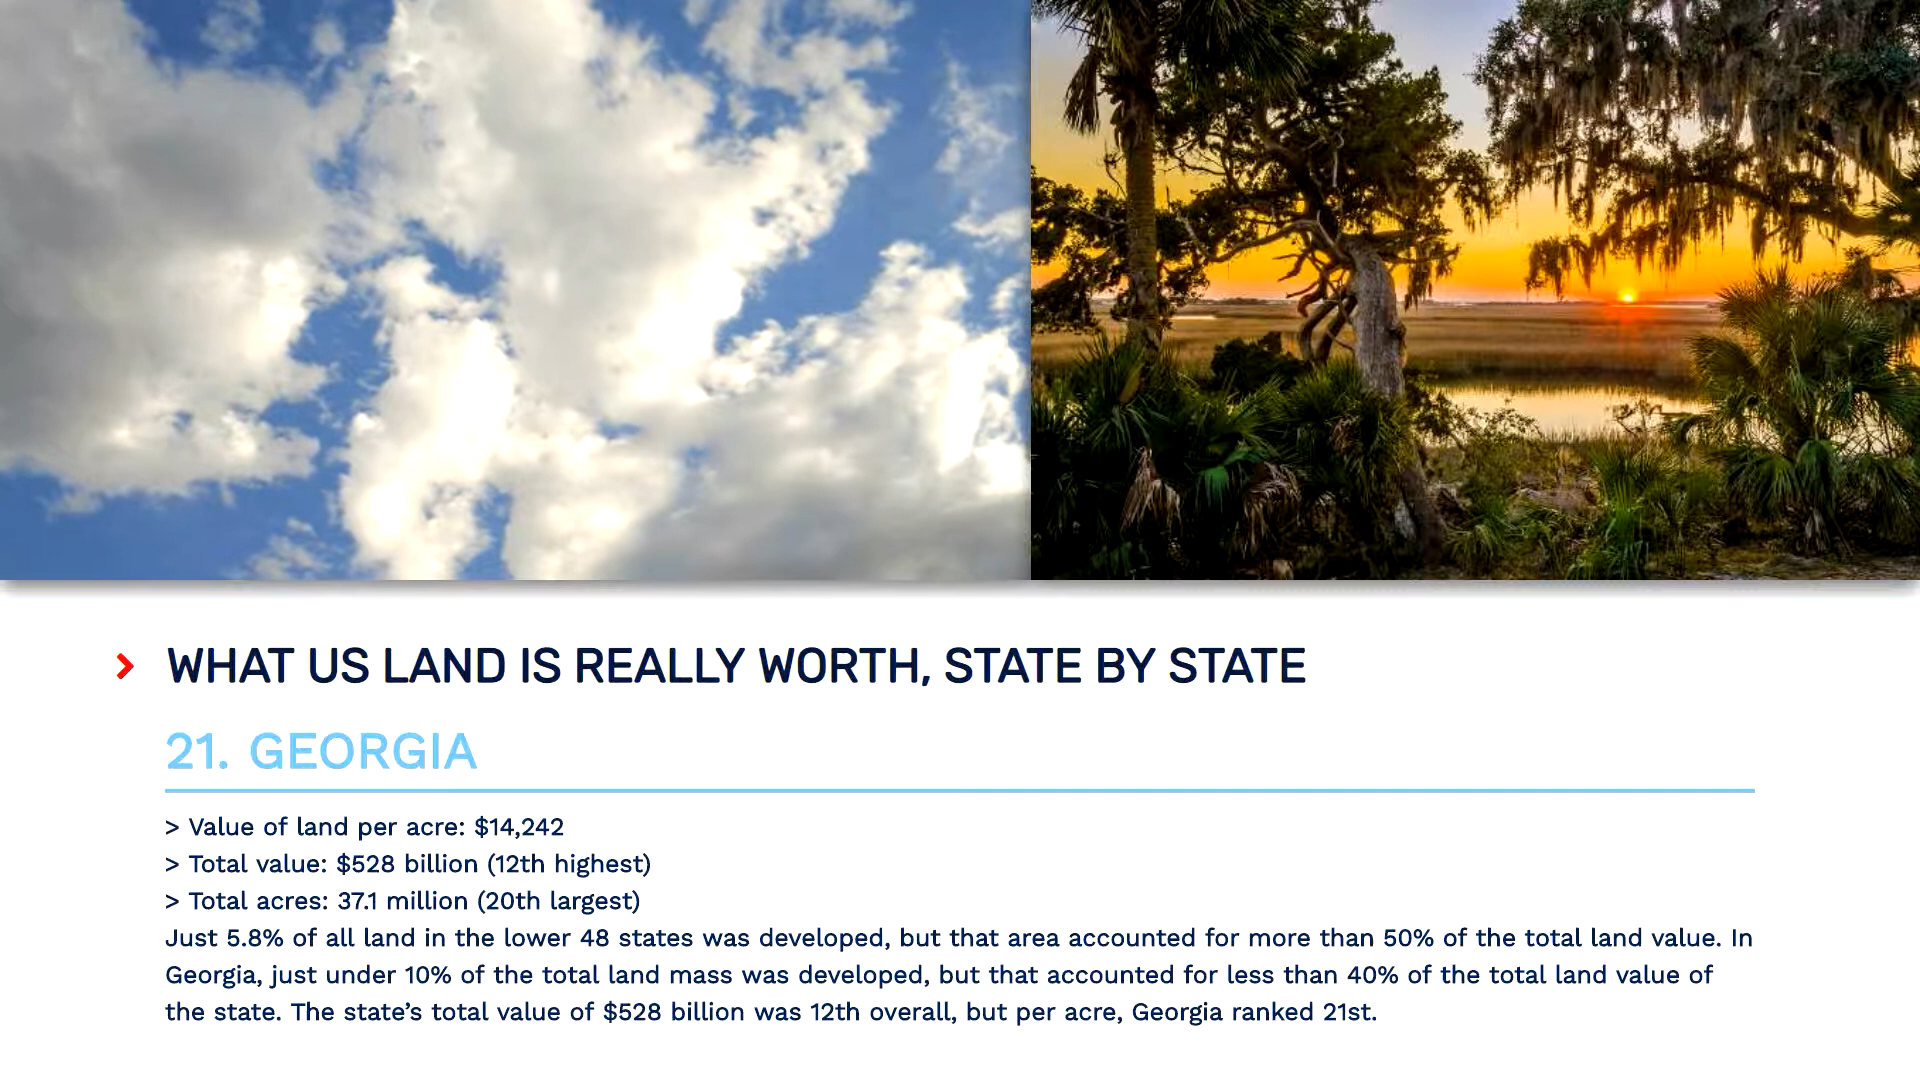 WHAT US LAND IS REALLY WORTH, STATE BY STATE
21. GEORGIA
> Value of land per acre: $14,242
> Total value: $528 billion (12th highest)
> Total acres: 37.1 million (20th largest)
Just 5.8% of all land in the lower 48 states was developed, but that area accounted for more than 50% of the total land value. In
Georgia, just under 10% of the total land mass was developed, but that accounted for less than 40% of the total land value of
the state. The state’s total value of $528 billion was 12th overall, but per acre, Georgia ranked 21st.